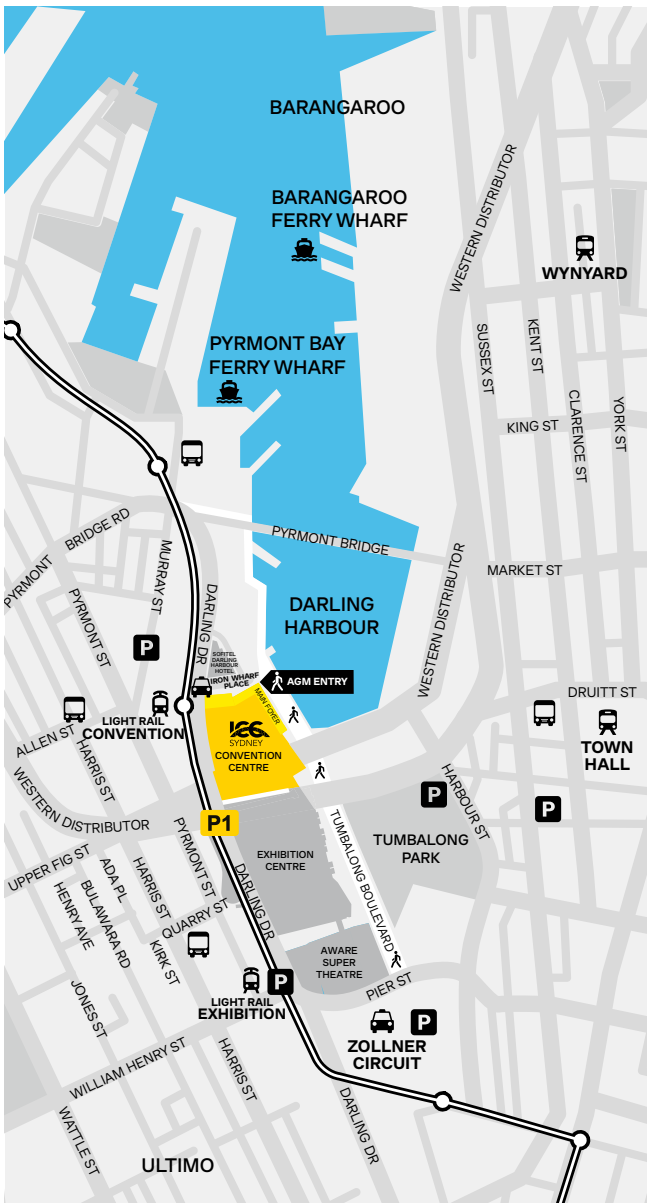 BARANGAROO
BARANGAROO
FERRY WHARF
WESTERN DISTRIBUTOR
WYNYARD
PYRMONT BAY
FERRY WHARF
SUSSEX ST
KENT ST
CLARENCE ST
YORK ST
KING ST
PYRMONT
BRIDGE RD
MURRAY ST
PYRMONT BRIDGE
MARKET ST
PYRMONT ST
DARLING DR
DARLING
HARBOUR
WESTERN DISTRIBUTOR
P
SOFITEL
DARLING
HARBOUR
HOTEL
IRON WHARF
PLACE
AGM ENTRY
MAIN FOYER
DRUITT ST
LIGHT RAIL
CONVENTION
ALLEN ST
HARRIS ST
ICC
SYDNEY
CONVENTION
CENTRE
TOWN
HALL
WESTERN DISTRIBUTOR
P
HARBOUR ST
P
P1
PYRMONT ST
TUMBALONG
PARK
UPPER FIG ST
ADA PL
HARRIS ST
BULAWARA RD
HENRY AVE
EXHIBITION
CENTRE
TUMBALONG BOULEVARD
DARLING DR
QUARRY ST
KIRK ST
AWARE
SUPER
THEATRE
P
LIGHT RAIL
EXHIBITION
PIER ST
JONES ST
P
ZOLLNER
CIRCUIT
WILLIAM HENRY ST
HARRIS ST
WATTLE ST
DARLING DR
ULTIMO